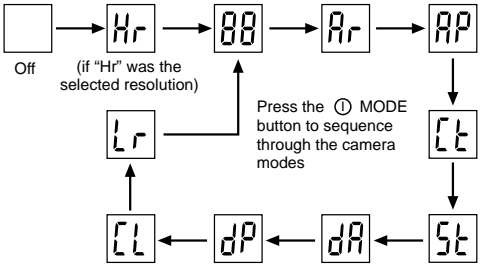 Hr
88
Ar
AP
Off
(if “Hr” was the
selected resolution)
Press the ⏼ MODE
button to sequence
through the camera
modes
Lr
Ct
CL
dP
dA
St